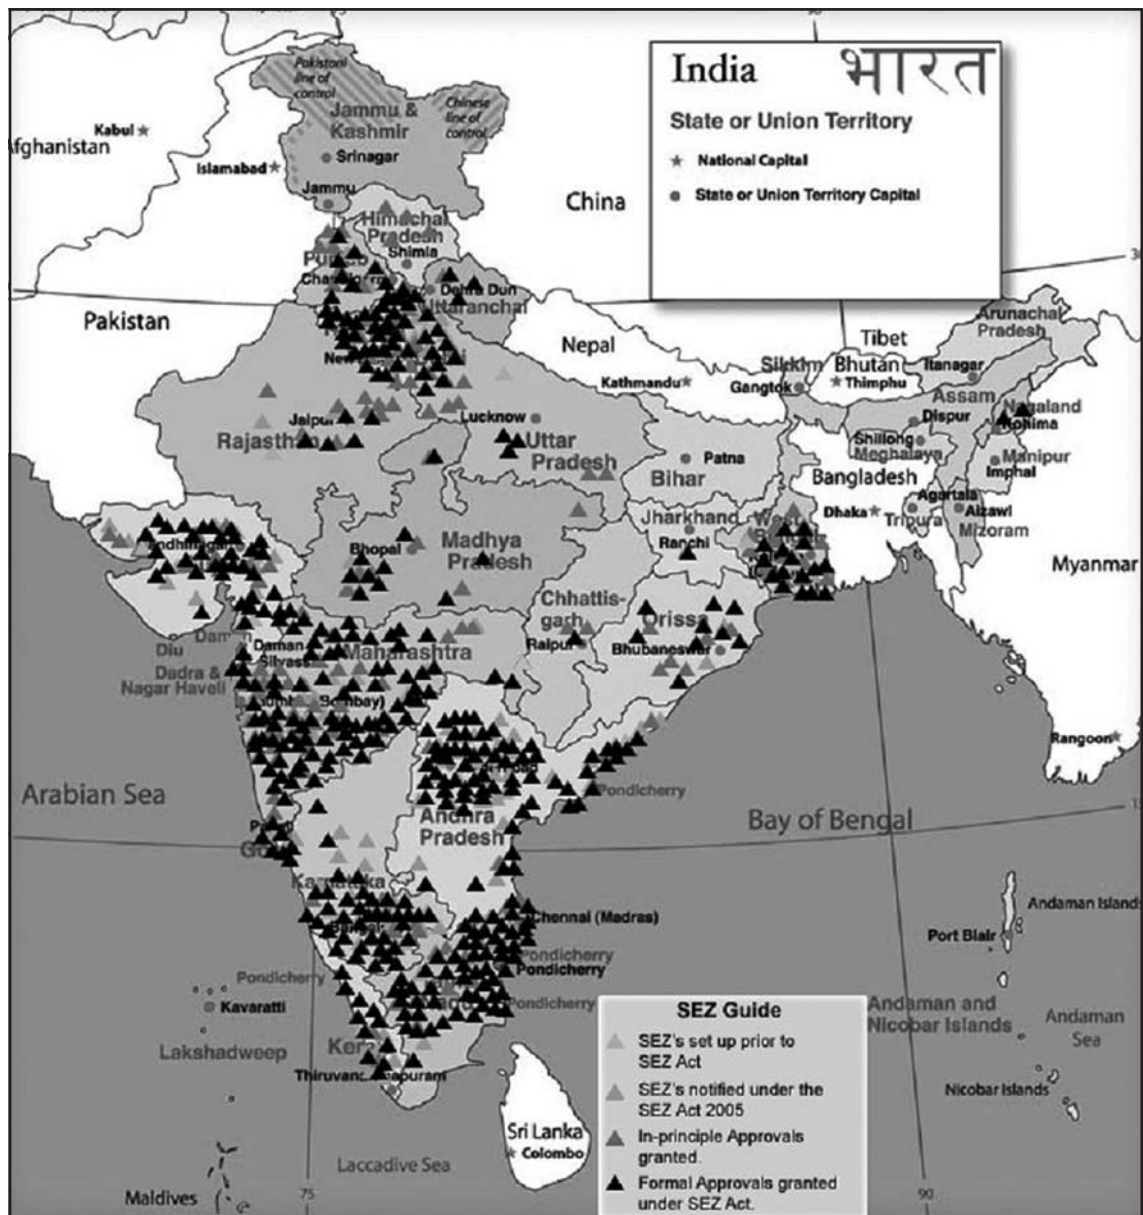 India भारत
State or Union Territory
National Capital
State or Union Territory Capital
Pakistani
line of
control
Chinese
line of
control
Jammu &
Kashmir
Kabul
Afghanistan
Islamabad
Srinagar
Jammu
China
Himachal
Pradesh
Shimla
Dehra Dun
Uttaranchal
Pakistan
Nepal
Kathmandu
Tibet
Sikkim
Bhutan
Gangtok
Thimphu
Arunachal
Pradesh
Itanagar
Assam
Nagaland
Dispur
Kohima
Shillong
Meghalaya
Manipur
Imphal
Bangladesh
Agartala
Dhaka
Tripura
Aizawl
Mizoram
Myanmar
Rangoon
Jaipur
Rajasthan
Lucknow
Uttar
Pradesh
Patna
Bihar
Jharkhand
Ranchi
West
Bhopal
Madhya
Pradesh
Chhattis-
garh
Raipur
Orissa
Bhubaneswar
Diu
Daman
Silvassa
Dadra &
Nagar Haveli
Maharashtra
Arabian Sea
Pondicherry
Andhra
Pradesh
Bay of Bengal
Karnataka
Chennai (Madras)
Pondicherry
Pondicherry
Pondicherry
Pondicherry
Kavaratti
Lakshadweep
Andaman Islands
Port Blair
Andaman and
Nicobar Islands
Andaman
Sea
Nicobar Islands
Sri Lanka
Colombo
Laccadive Sea
Maldives
75
90
SEZ Guide
SEZ's set up prior to
SEZ Act
SEZ's notified under the
SEZ Act 2005
In-principle Approvals
granted.
Formal Approvals granted
under SEZ Act.